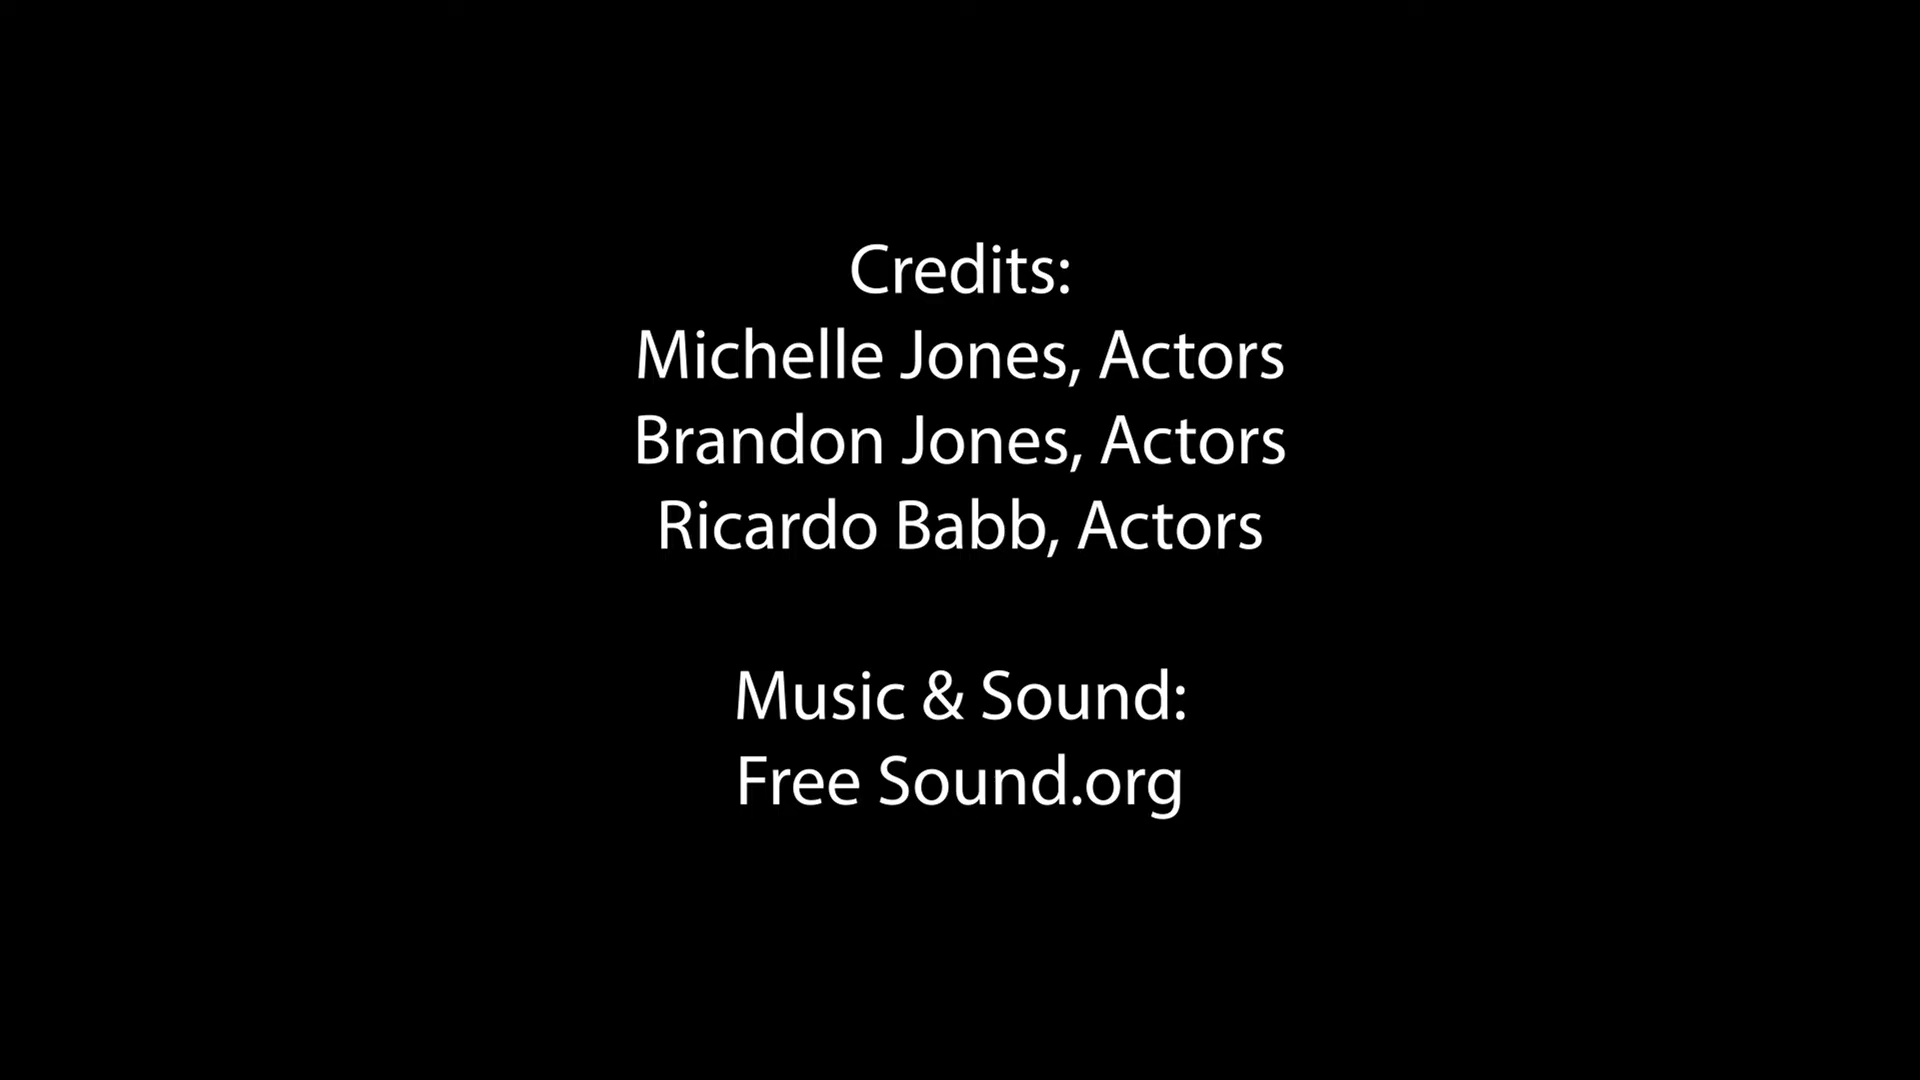 Credits:
Michelle Jones, Actors
Brandon Jones, Actors
Ricardo Babb, Actors
Music & Sound:
Free Sound.org